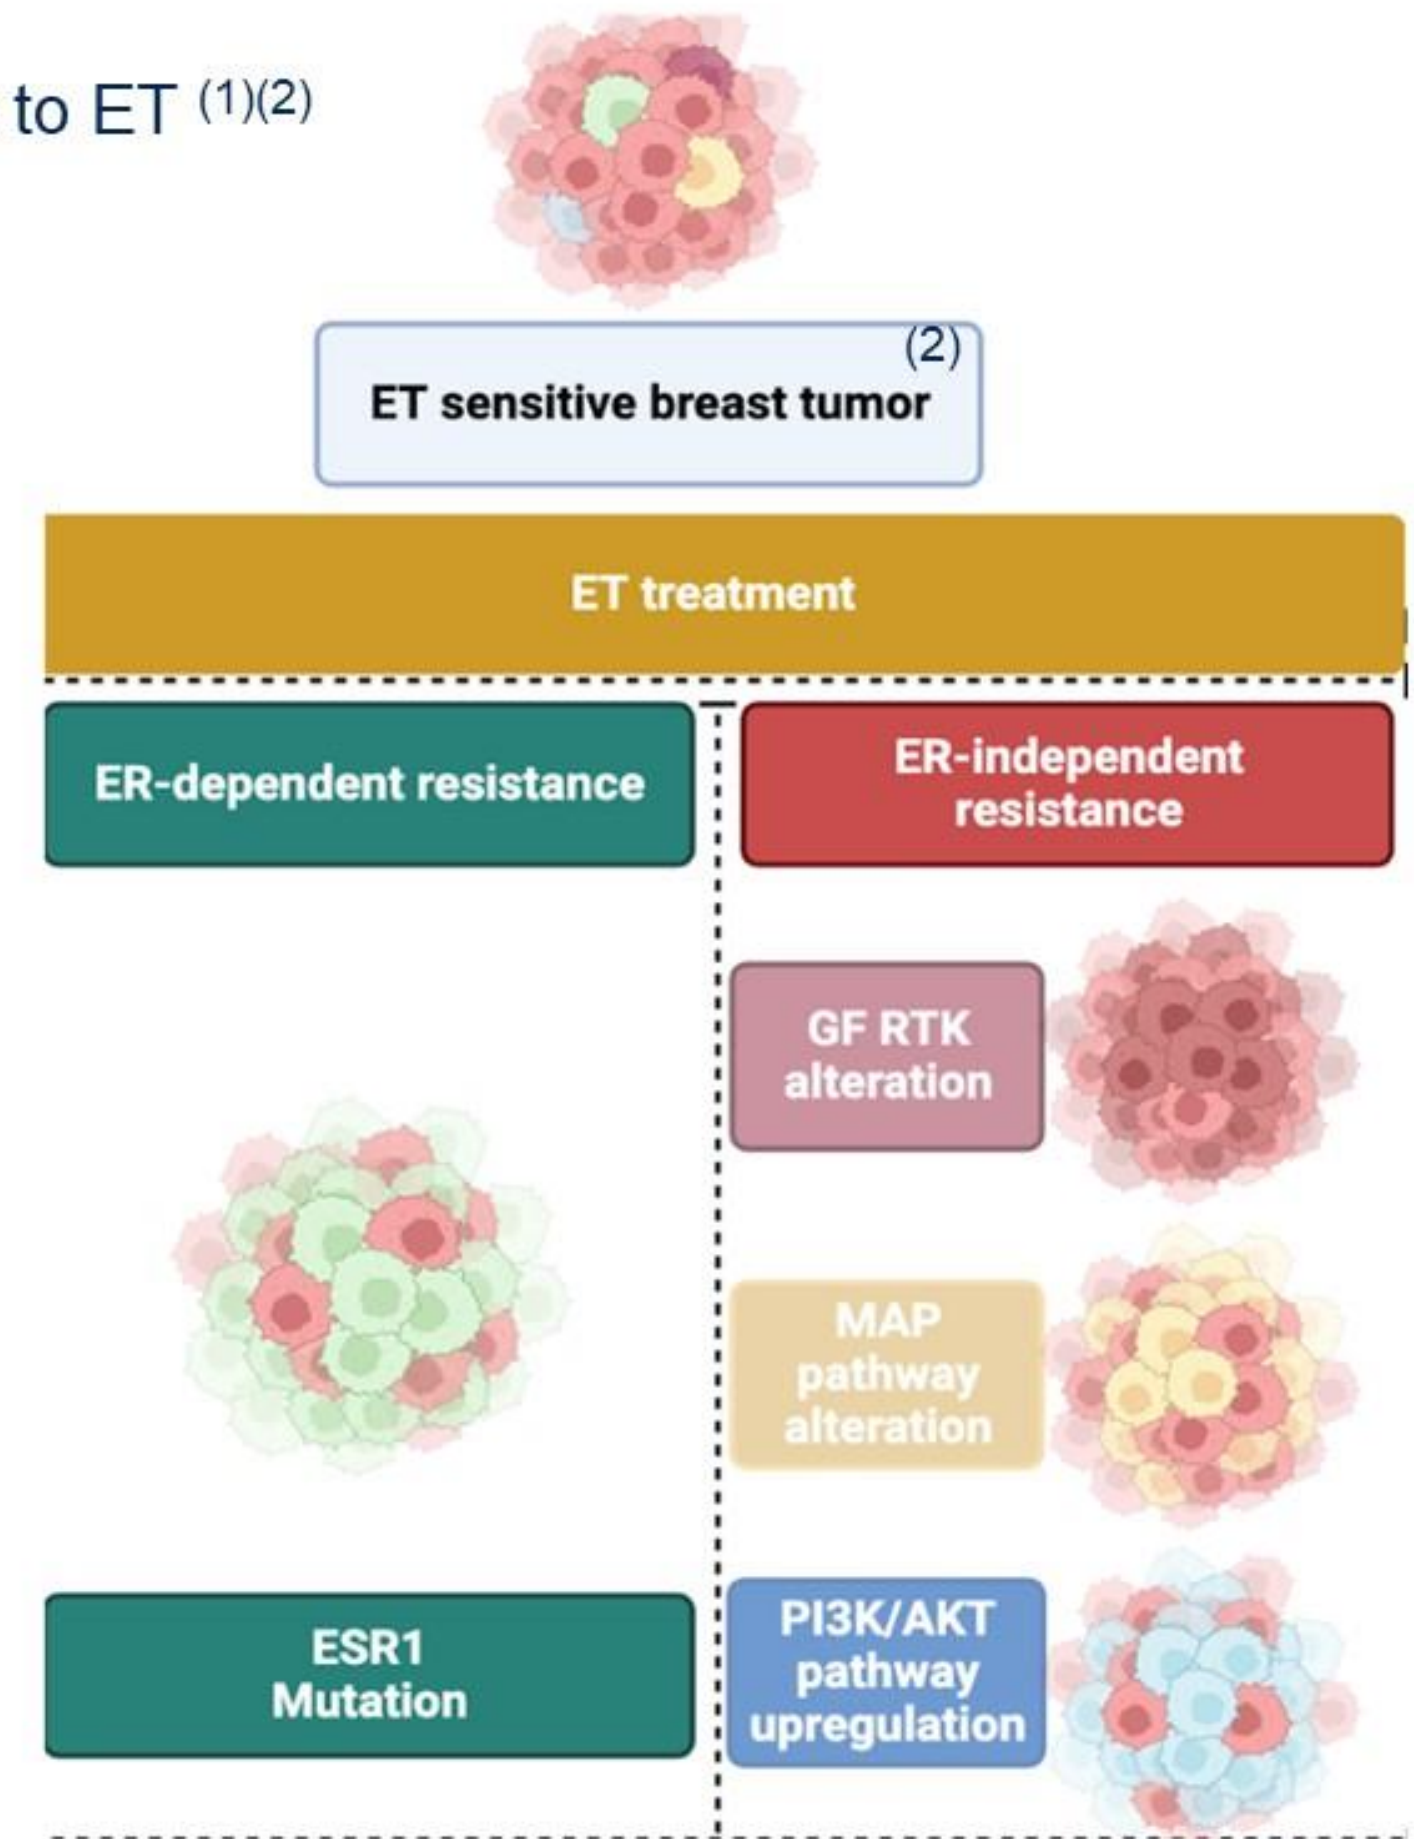 to ET (1)(2)
(2)
ET sensitive breast tumor
ET treatment
ER-dependent resistance
ER-independent
resistance
GF RTK
alteration
MAP
pathway
alteration
ESR1
Mutation
PI3K/AKT
pathway
upregulation